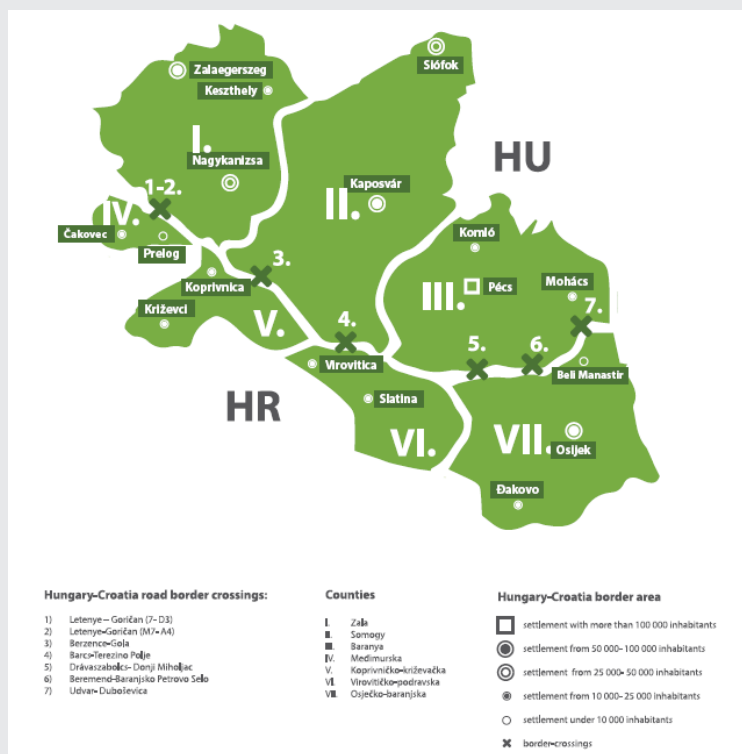 Siófok
Zalaegerszeg
Keszthely
I.
HU
Nagykanizsa
1-2.
Kaposvár
II.
IV.
Čakovec
Komló
Prelog
3.
Koprivnica
III.
Pécs
Mohács
7.
Križevci
V.
4.
5.
6.
Virovitica
Beli Manastir
HR
Slatina
VI.
VII.
Osijek
Đakovo
Hungary-Croatia road border crossings:
1) Letenye – Goričan (7- D3)
2) Letenye-Goričan (M7- A4)
3) Berzence-Gola
4) Barcs-Terezino Polje
5) Drávaszabolcs- Donji Miholjac
6) Beremend-Baranjsko Petrovo Selo
7) Udvar- Duboševica
Counties
I. Zala
II. Somogy
III. Baranya
IV. Međimurska
V. Koprivničko-križevačka
VI. Virovitičko-podravska
VII. Osječko-baranjska
Hungary-Croatia border area
settlement with more than 100 000 inhabitants
settlement from 50 000- 100 000 inhabitants
settlement from 25 000- 50 000 inhabitants
settlement from 10 000- 25 000 inhabitants
settlement under 10 000 inhabitants
border-crossings